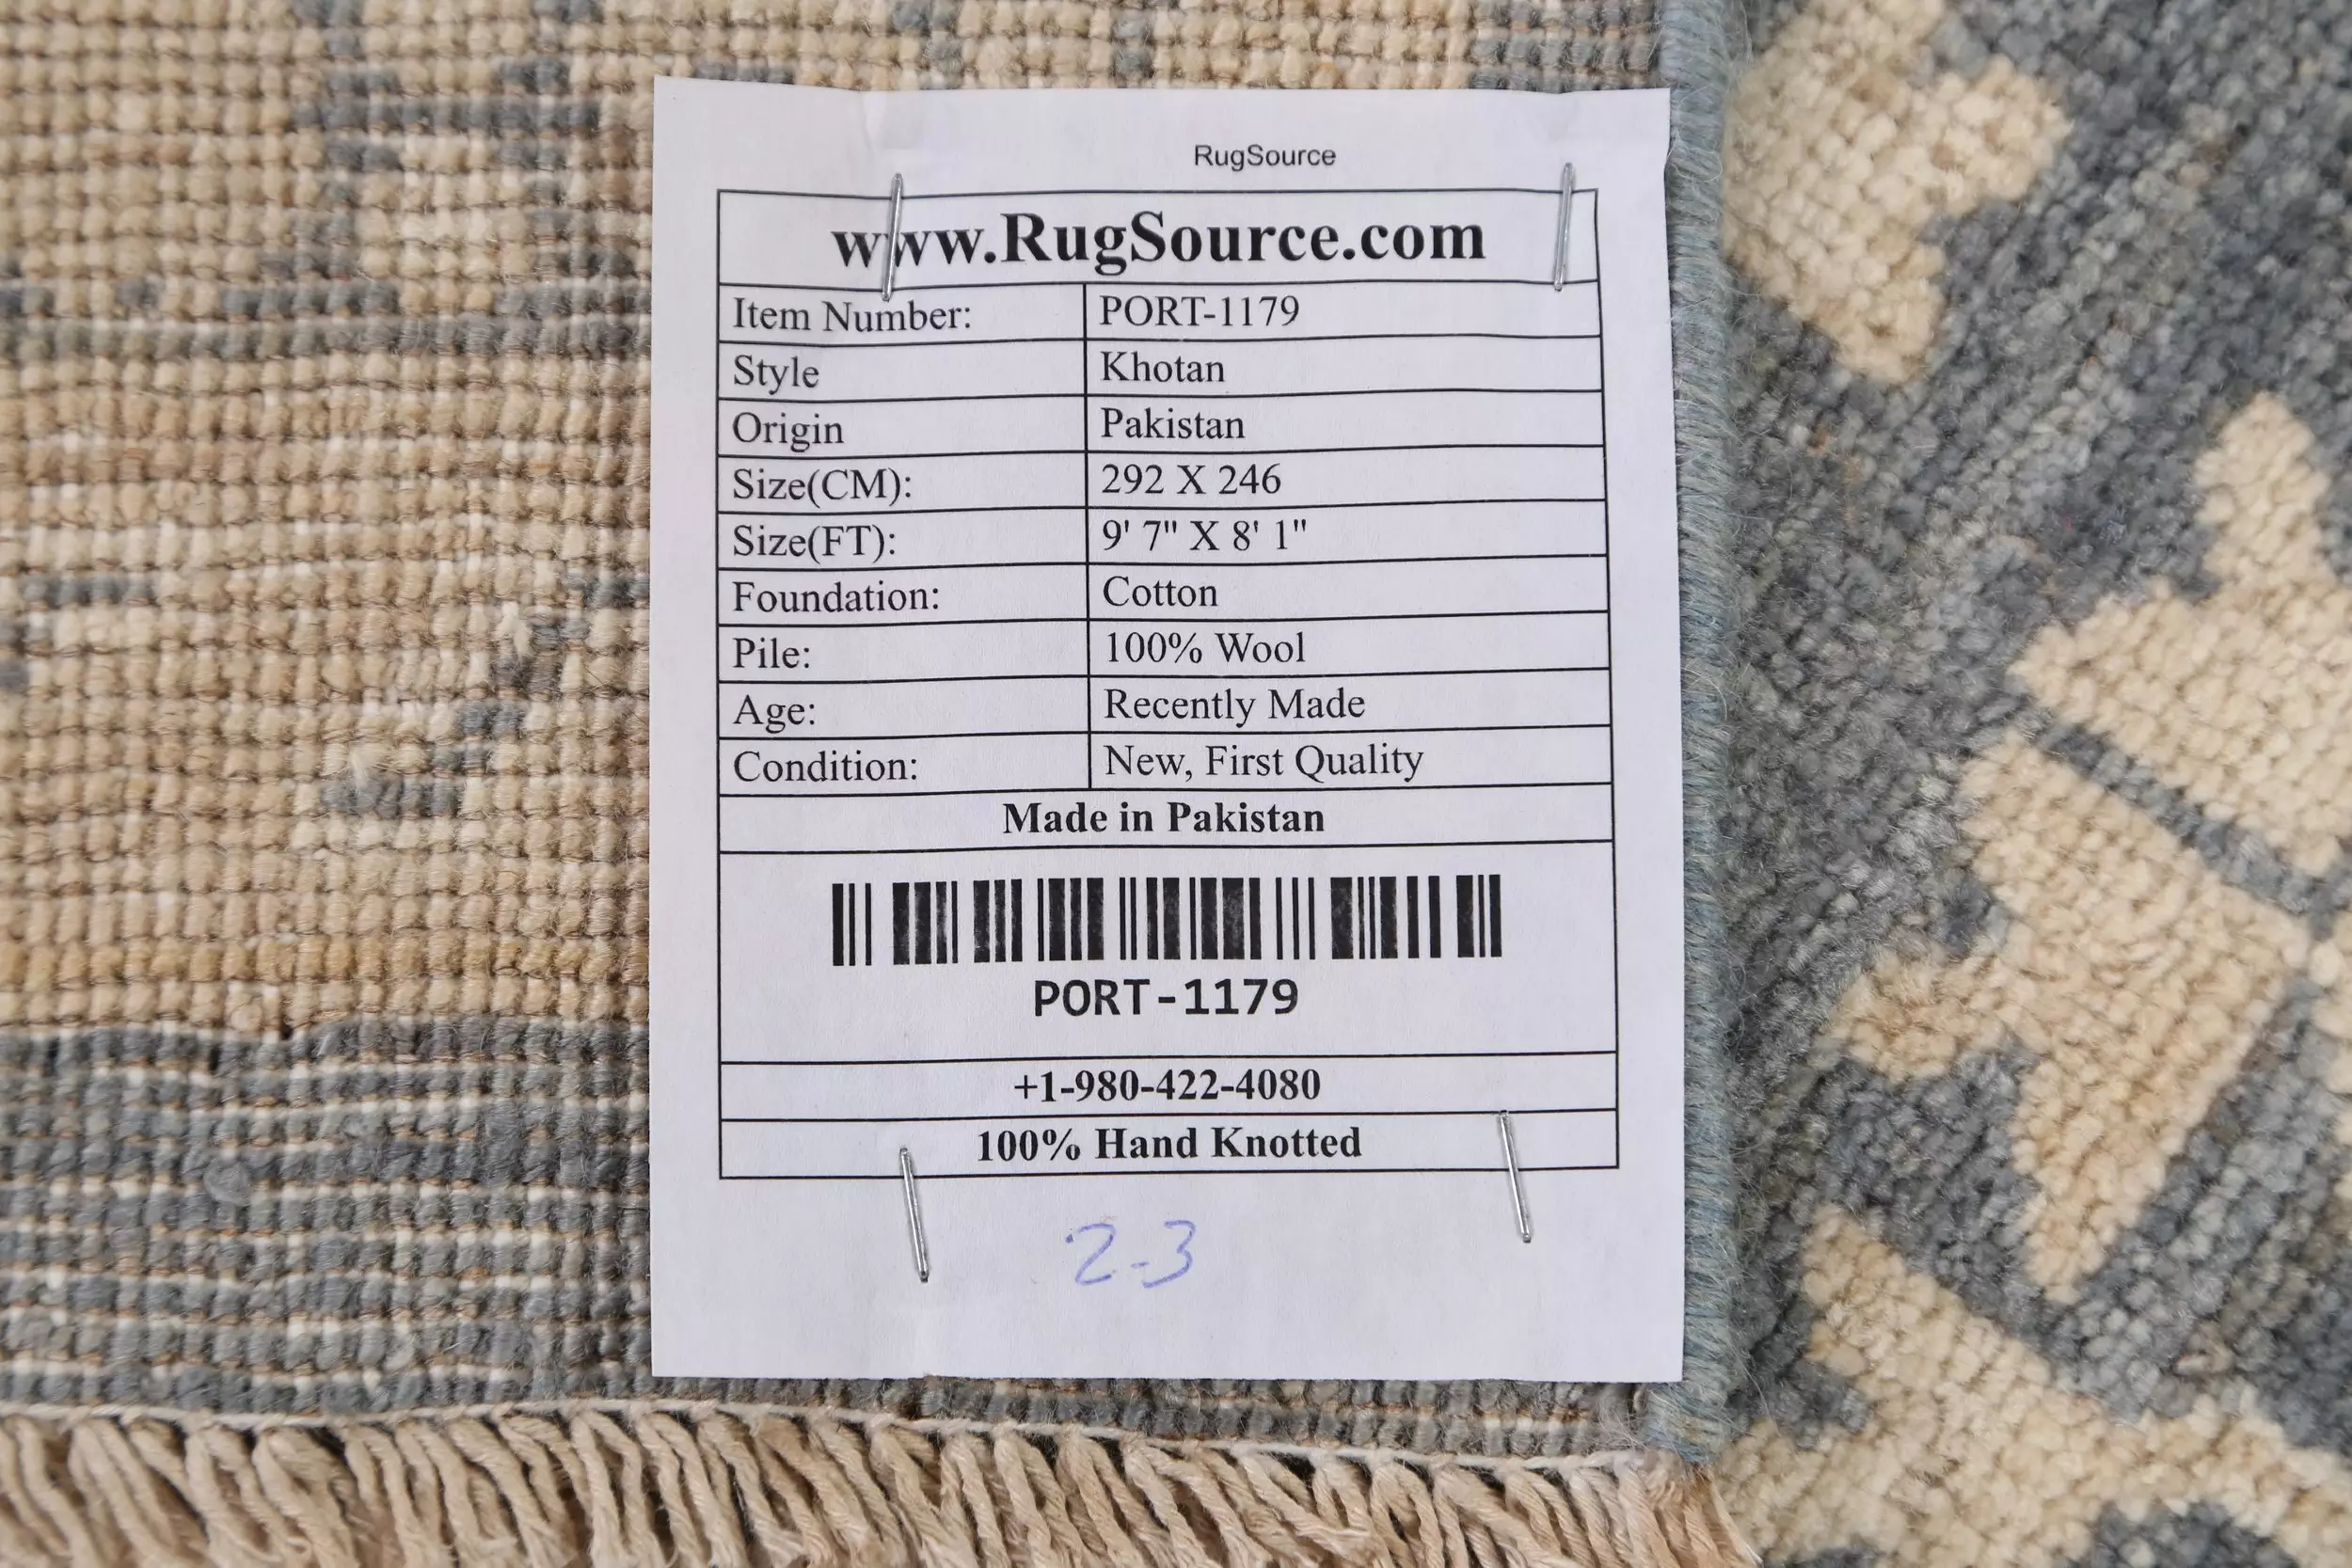 RugSource
www.RugSource.com
Item Number: PORT-1179
Style Khotan
Origin Pakistan
Size(CM): 292 X 246
Size(FT): 9' 7" X 8' 1"
Foundation: Cotton
Pile: 100% Wool
Age: Recently Made
Condition: New, First Quality
Made in Pakistan
PORT-1179
+1-980-422-4080
100% Hand Knotted
2-3